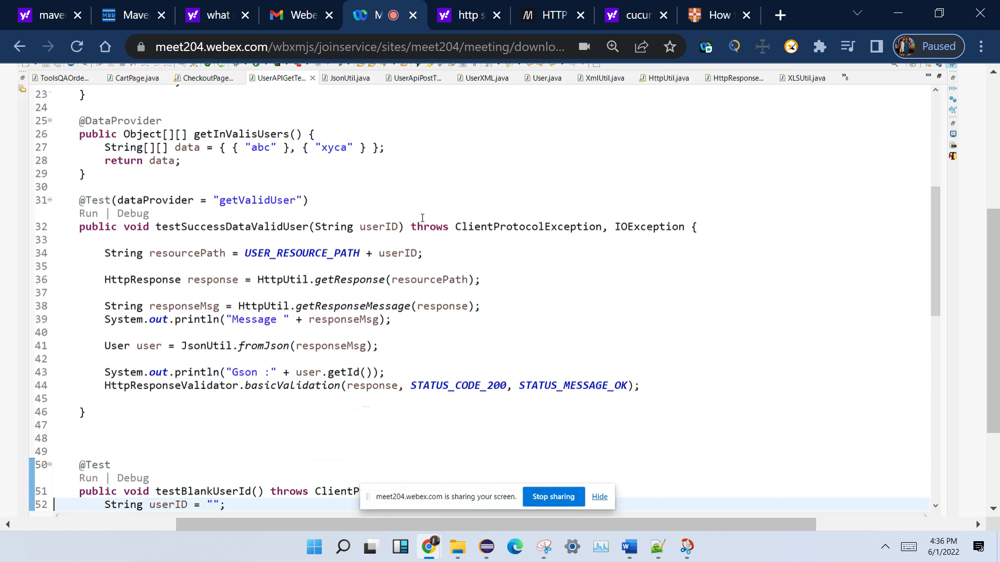 mave
Mave
what i
Webe
M
http s
HTTP
cucur
How
meet204.webex.com/wbxmjs/joinservice/sites/meet204/meeting/downlo...
Paused
ToolsQAOrde...
CartPage.java
CheckoutPage...
UserAPIGetTe...
JsonUtil.java
UserApiPostT...
UserXML.java
User.java
XmlUtil.java
HttpUtil.java
HttpResponse...
XLSUtil.java
»6
23 }
24
25 @DataProvider
26 public Object[][] getInValisUsers() {
27 String[][] data = { { "abc" }, { "xyca" } };
28 return data;
29 }
30
31 @Test(dataProvider = "getValidUser")
Run | Debug
32 public void testSuccessDataValidUser(String userID) throws ClientProtocolException, IOException {
33
34 String resourcePath = USER_RESOURCE_PATH + userID;
35
36 HttpResponse response = HttpUtil.getResponse(resourcePath);
37
38 String responseMsg = HttpUtil.getResponseMessage(response);
39 System.out.println("Message " + responseMsg);
40
41 User user = JsonUtil.fromJson(responseMsg);
42
43 System.out.println("Gson :" + user.getId());
44 HttpResponseValidator.basicValidation(response, STATUS_CODE_200, STATUS_MESSAGE_OK);
45
46 }
47
48
49
50 @Test
Run | Debug
51 public void testBlankUserId() throws ClientP
52 String userID = "";
meet204.webex.com is sharing your screen.
Stop sharing
Hide
4:36 PM
6/1/2022